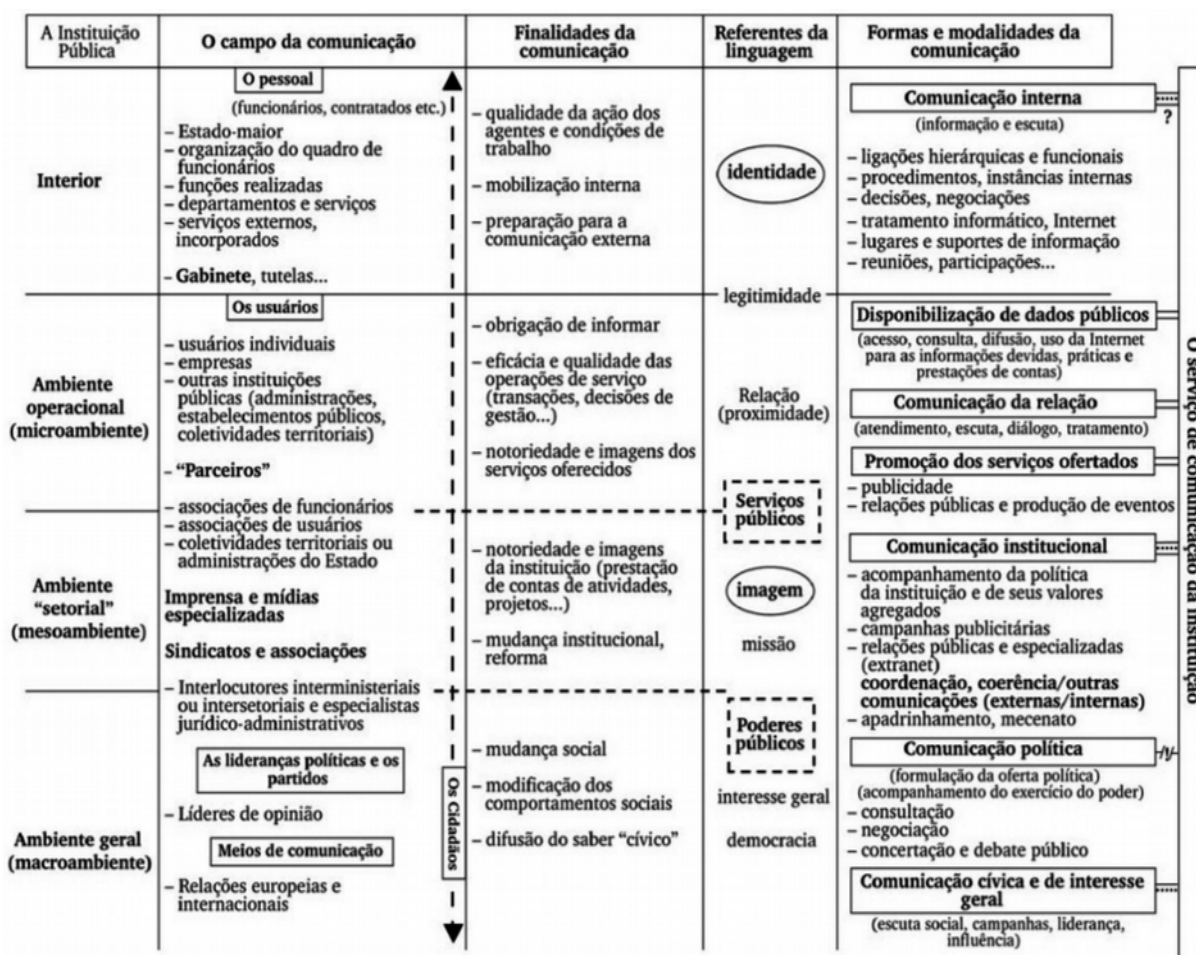 A Instituição
Pública
O campo da comunicação
Finalidades da
comunicação
Referentes da
linguagem
Formas e modalidades da
comunicação
Interior
O pessoal
(funcionários, contratados etc.)
– Estado-maior
– organização do quadro de
funcionários
– funções realizadas
– departamentos e serviços
– serviços externos,
incorporados
– Gabinete, tutelas...
– qualidade da ação dos
agentes e condições de
trabalho
– mobilização interna
– preparação para a
comunicação externa
identidade
legitimidade
Comunicação interna
(informação e escuta)
?
– ligações hierárquicas e funcionais
– procedimentos, instâncias internas
– decisões, negociações
– tratamento informático, Internet
– lugares e suportes de informação
– reuniões, participações...
Ambiente
operacional
(microambiente)
Os usuários
– usuários individuais
– empresas
– outras instituições
públicas (administrações,
estabelecimentos públicos,
coletividades territoriais)
– “Parceiros”
– obrigação de informar
– eficácia e qualidade das
operações de serviço
(transações, decisões de
gestão...)
– notoriedade e imagens dos
serviços oferecidos
Relação
(proximidade)
Serviços
públicos
Disponibilização de dados públicos
(acesso, consulta, difusão, uso da Internet
para as informações devidas, práticas e
prestações de contas)
Comunicação da relação
(atendimento, escuta, diálogo, tratamento)
Promoção dos serviços ofertados
– publicidade
– relações públicas e produção de eventos
Ambiente
“setorial”
(mesoambiente)
– associações de funcionários
– associações de usuários
– coletividades territoriais ou
administrações do Estado
Imprensa e mídias
especializadas
Sindicatos e associações
– notoriedade e imagens
da instituição (prestação
de contas de atividades,
projetos...)
– mudança institucional,
reforma
imagem
missão
Comunicação institucional
– acompanhamento da política
da instituição e de seus valores
agregados
– campanhas publicitárias
– relações públicas e especializadas
(extranet)
coordenação, coerência/outras
comunicações (externas/internas)
– apadrinhamento, mecenato
Ambiente geral
(macroambiente)
– Interlocutores interministeriais
ou intersetoriais e especialistas
jurídico-administrativos
As lideranças políticas e os
partidos
– Líderes de opinião
Meios de comunicação
– Relações europeias e
internacionais
Os Cidadãos
– mudança social
– modificação dos
comportamentos sociais
– difusão do saber “cívico”
Poderes
públicos
interesse geral
democracia
Comunicação política
(formulação da oferta política)
(acompanhamento do exercício do poder)
– consultação
– negociação
– concertação e debate público
Comunicação cívica e de interesse
geral
(escuta social, campanhas, liderança,
influência)
O serviço de comunicação da instituição